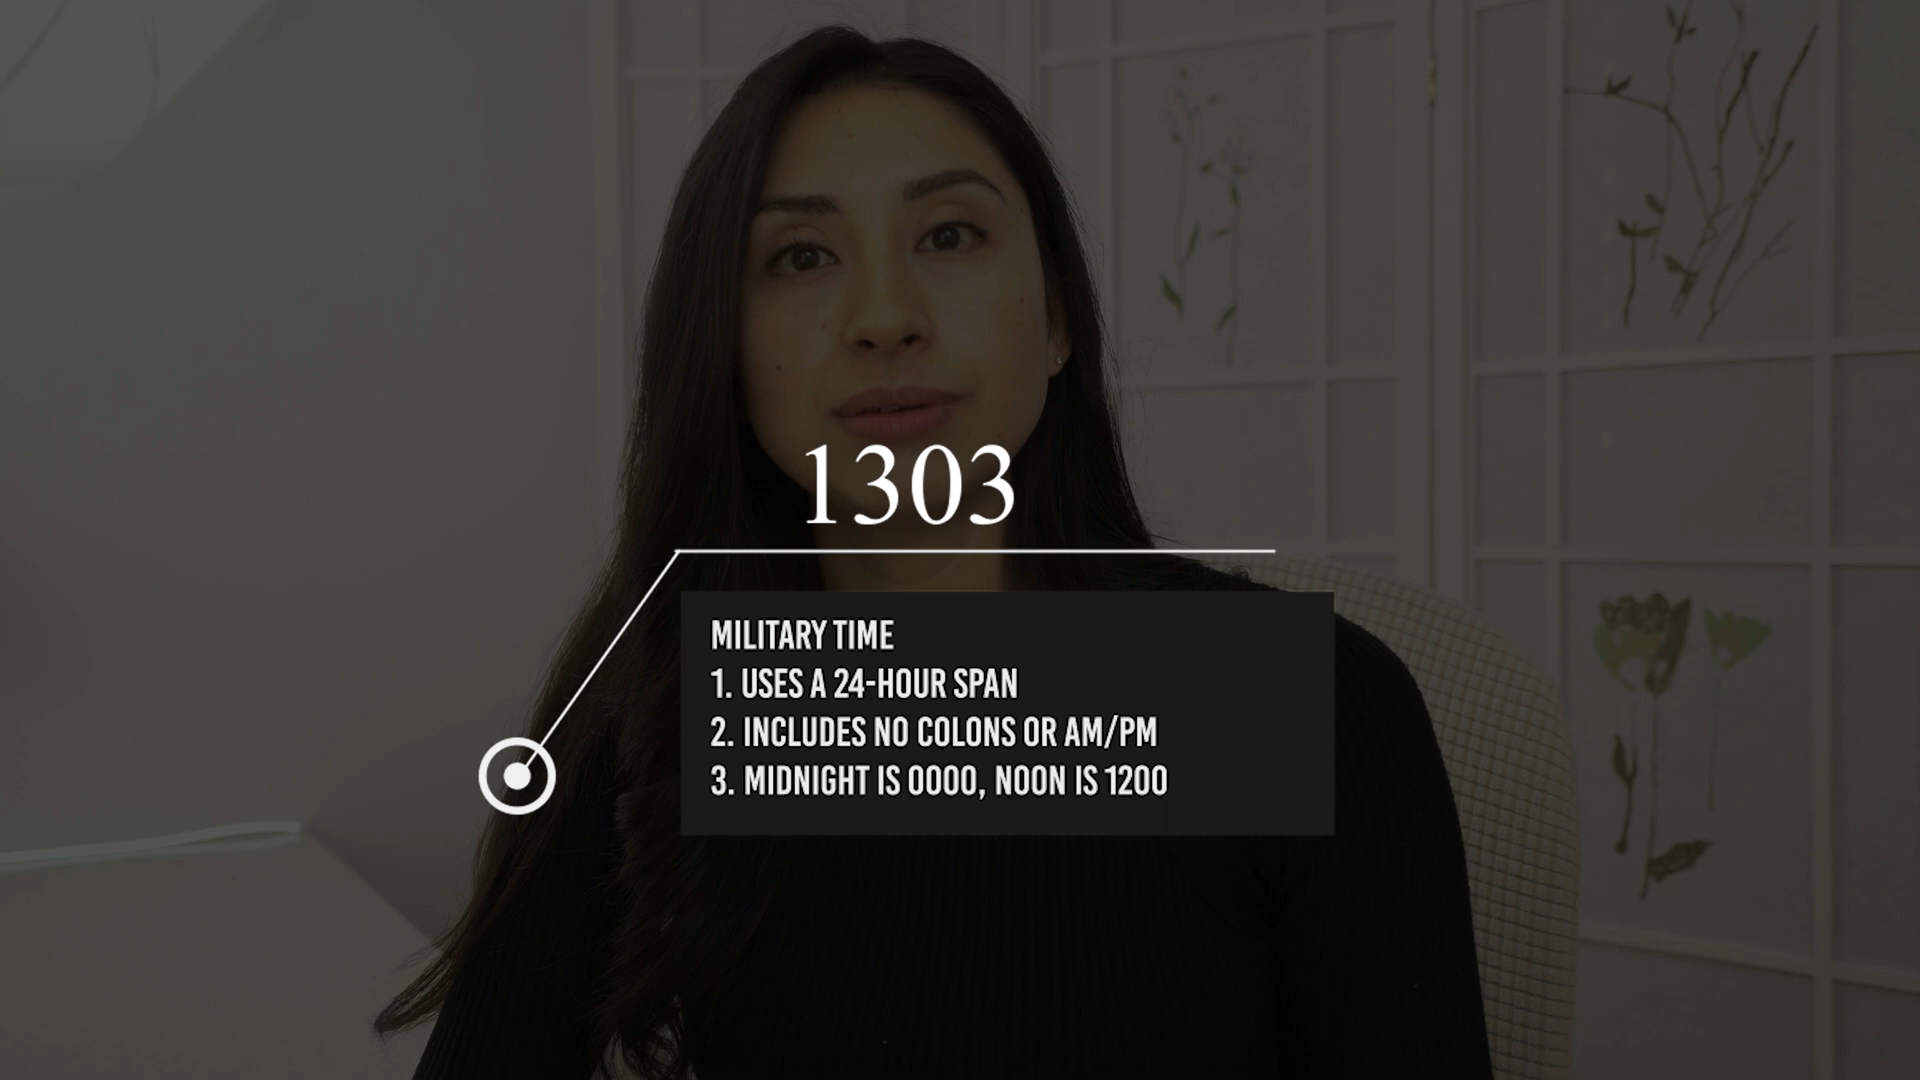 1303
MILITARY TIME
1. USES A 24-HOUR SPAN
2. INCLUDES NO COLONS OR AM/PM
3. MIDNIGHT IS 0000, NOON IS 1200